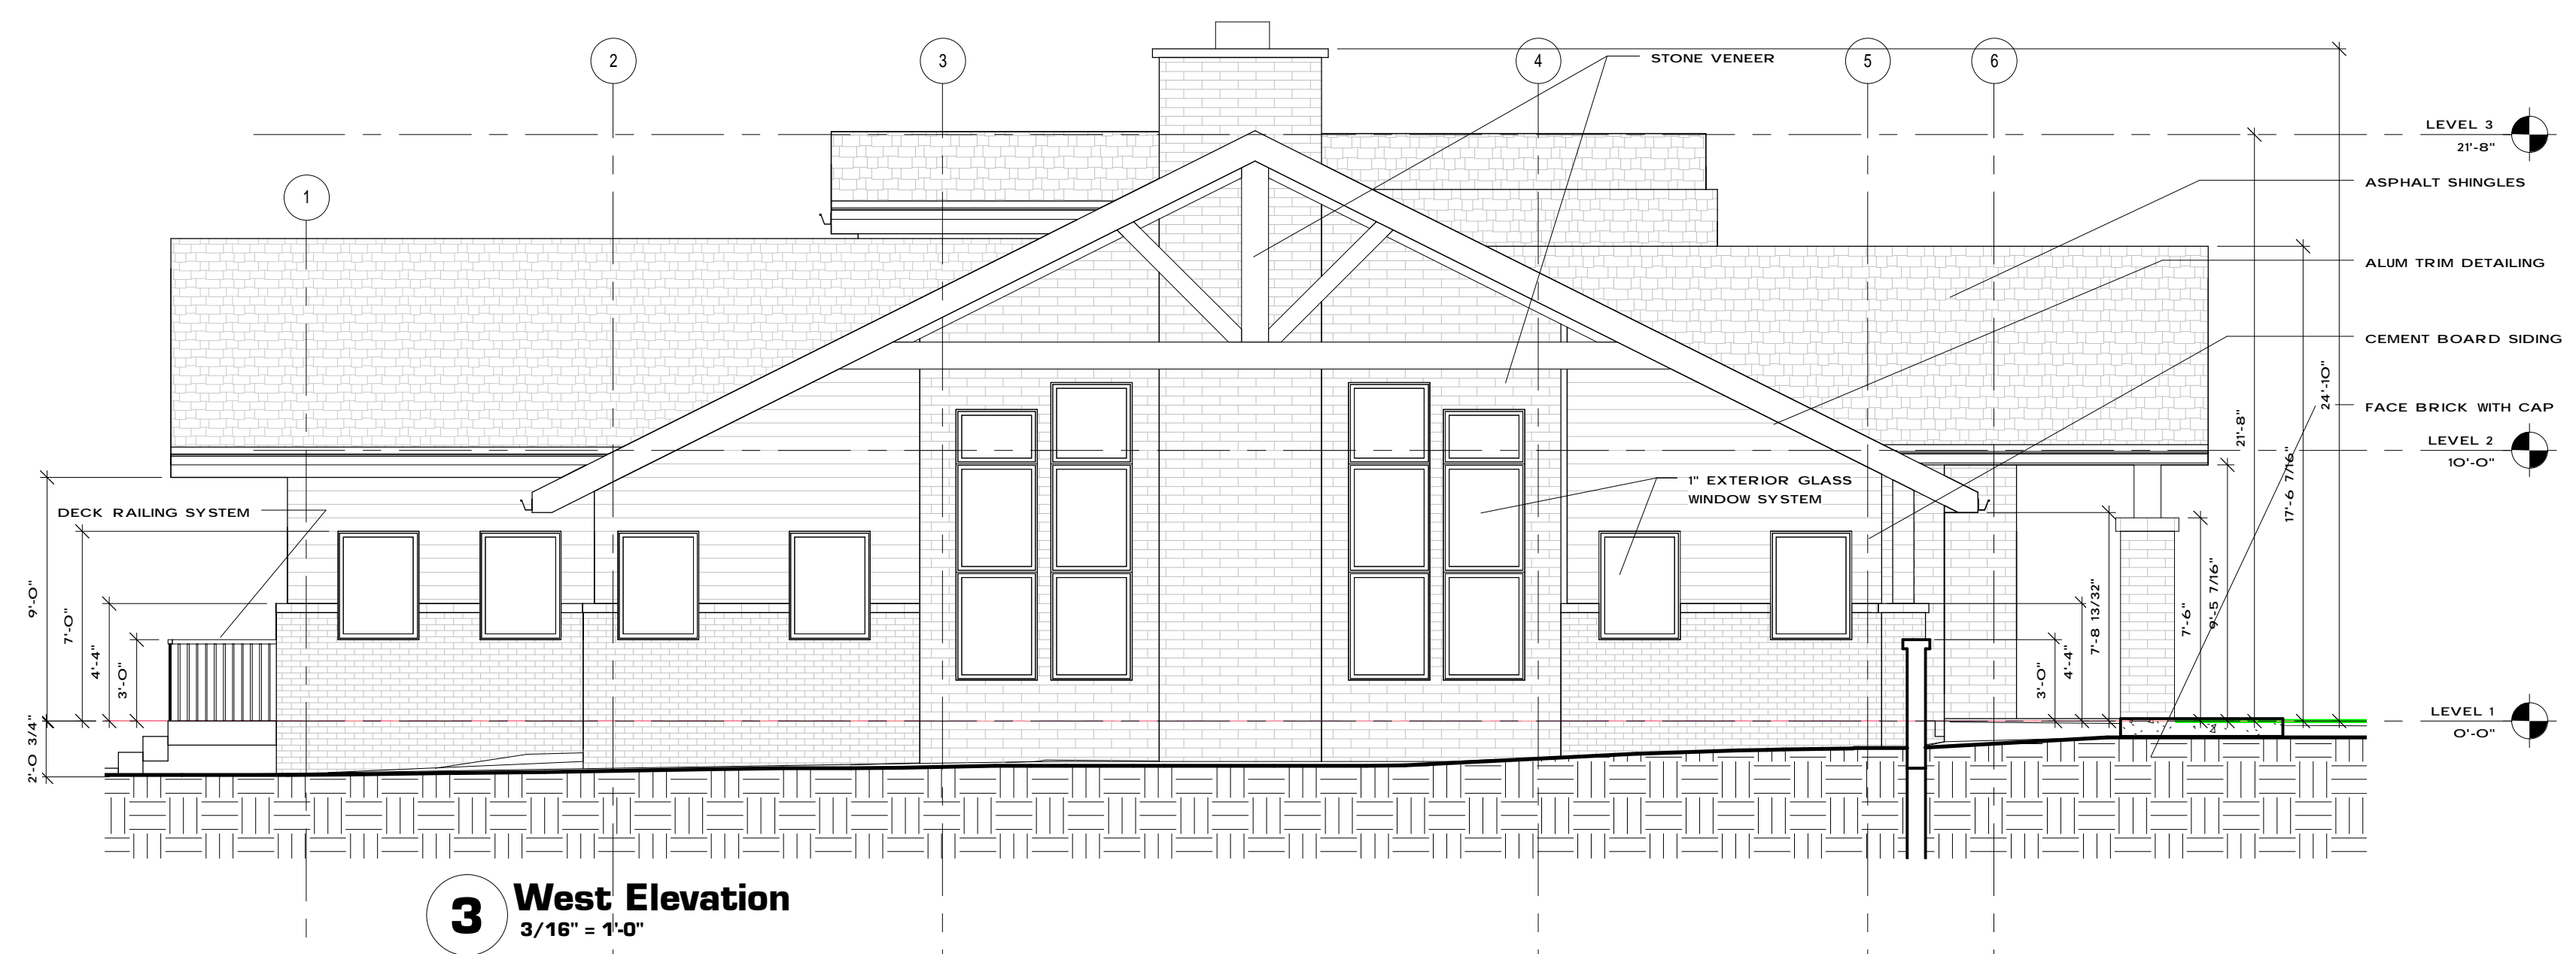 1
2
3
4
5
6
STONE VENEER
LEVEL 3
21'-8"
ASPHALT SHINGLES
ALUM TRIM DETAILING
CEMENT BOARD SIDING
FACE BRICK WITH CAP
LEVEL 2
10'-0"
1" EXTERIOR GLASS
WINDOW SYSTEM
DECK RAILING SYSTEM
9'-0"
7'-0"
4'-4"
3'-0"
2'-0 3/4"
3'-0"
4'-4"
7'-8 13/32"
7'-6"
9'-5 7/16"
21'-8"
17'-6 7/16"
24'-10"
LEVEL 1
0'-0"
3 West Elevation
3/16" = 1'-0"